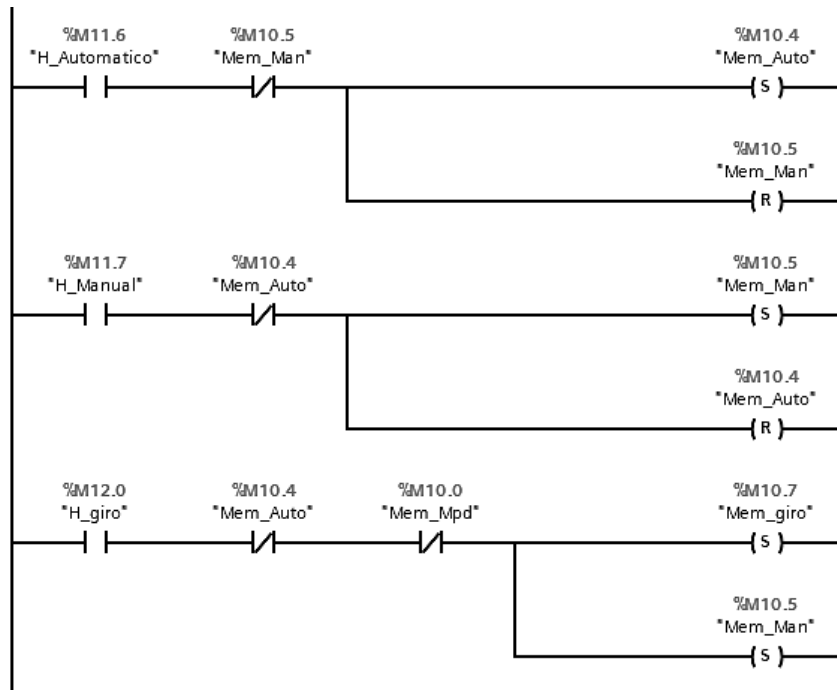 %M11.6 %M10.5 %M10.4
"H_Automatico" "Mem_Man" "Mem_Auto"
S
%M10.5
"Mem_Man"
R
%M11.7 %M10.4 %M10.5
"H_Manual" "Mem_Auto" "Mem_Man"
S
%M10.4
"Mem_Auto"
R
%M12.0 %M10.4 %M10.0 %M10.7
"H_giro" "Mem_Auto" "Mem_Mpd" "Mem_giro"
S
%M10.5
"Mem_Man"
S